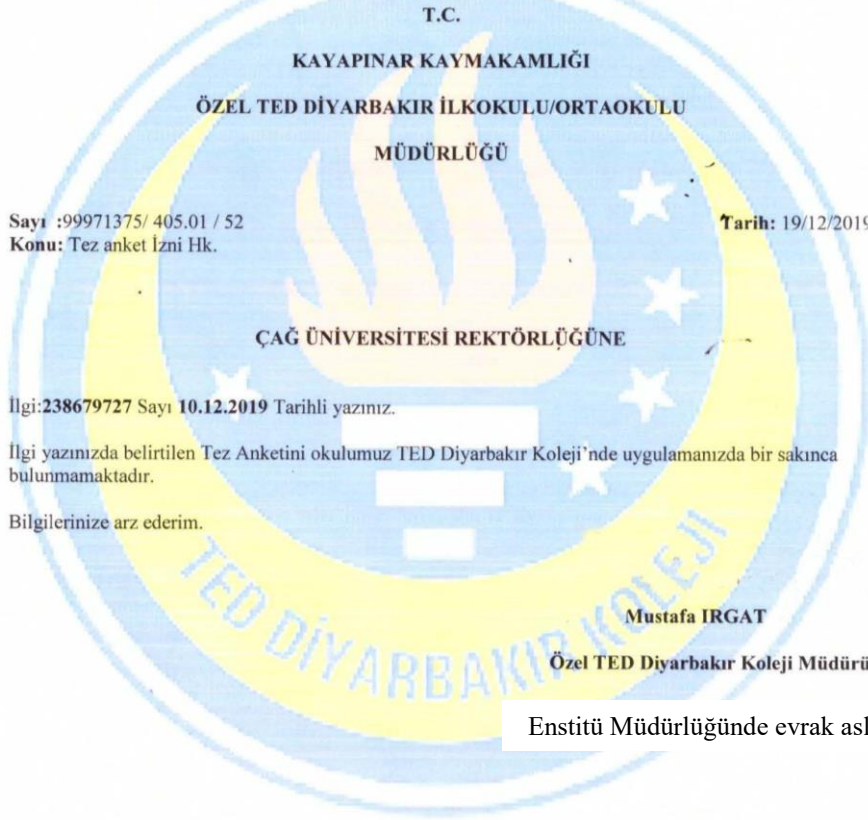 T.C.
KAYAPINAR KAYMAKAMLIĞI
ÖZEL TED DİYARBAKIR İLKOKULU/ORTAOKULU
MÜDÜRLÜĞÜ
Sayı :99971375/ 405.01 / 52
Tarih: 19/12/2019
Konu: Tez anket İzni Hk.
ÇAĞ ÜNİVERSİTESİ REKTÖRLÜĞÜNE
İlgi:238679727 Sayı 10.12.2019 Tarihli yazınız.
İlgi yazınızda belirtilen Tez Anketini okulumuz TED Diyarbakır Koleji'nde uygulamanızda bir sakınca
bulunmamaktadır.
Bilgilerinize arz ederim.
TED DİYARBAKIR KOLEJİ
Mustafa IRGAT
Özel TED Diyarbakır Koleji Müdürü
Enstitü Müdürlüğünde evrak